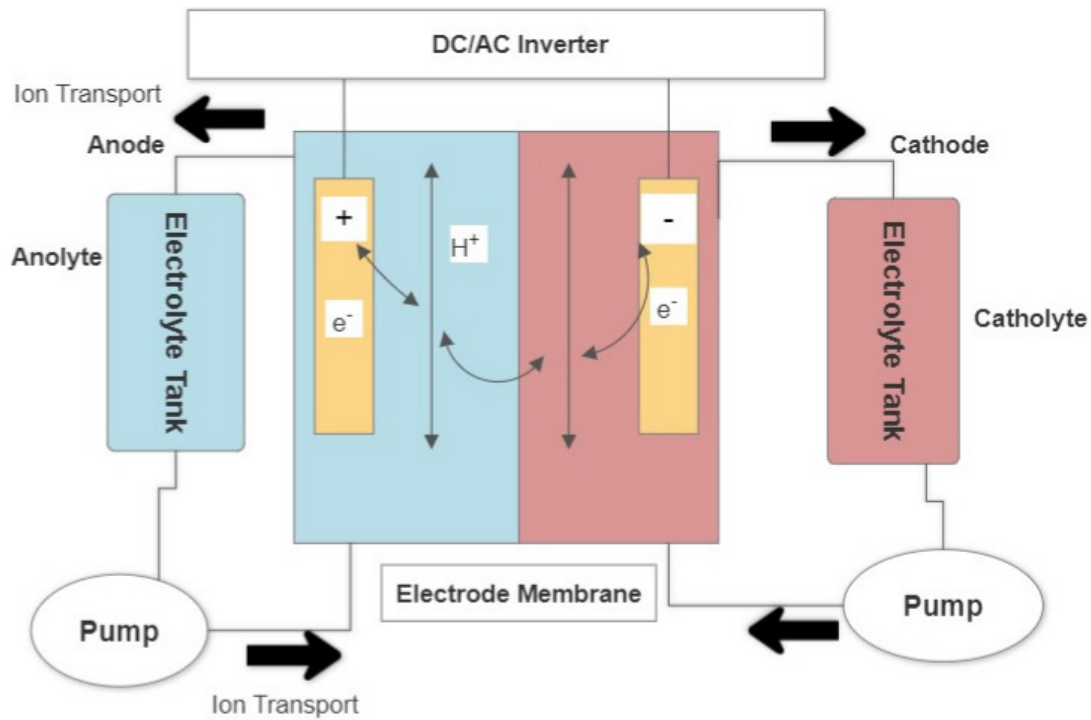 DC/AC Inverter
Ion Transport
Anode
Cathode
+
-
H⁺
Anolyte
Electrolyte Tank
e⁻
e⁻
Electrolyte Tank
Catholyte
Electrode Membrane
Pump
Pump
Ion Transport